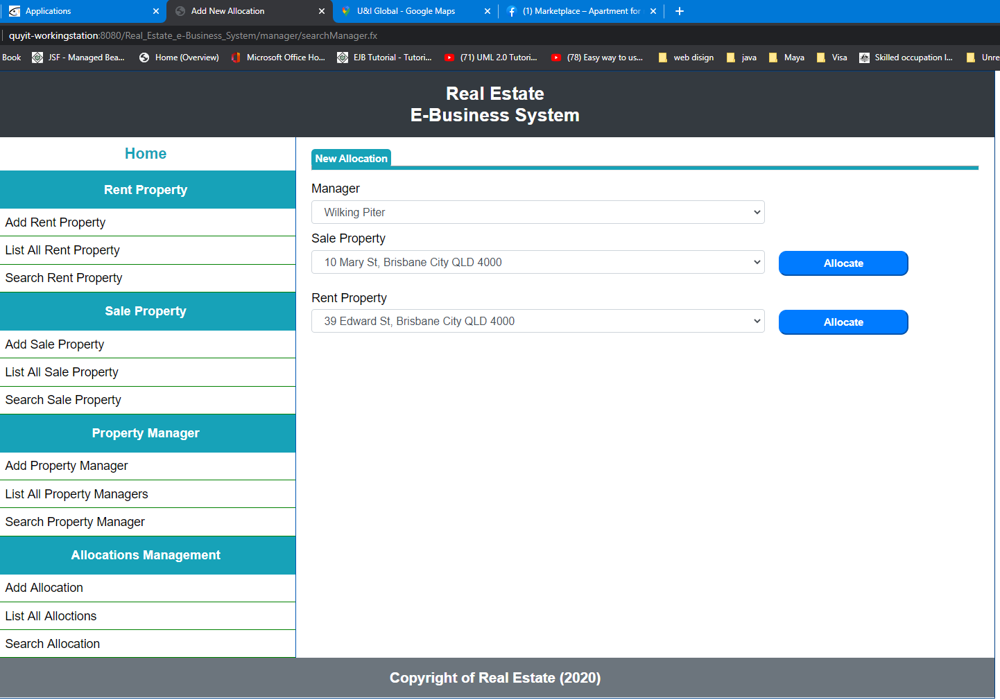 Applications
Add New Allocation
U&I Global - Google Maps
(1) Marketplace – Apartment for
quyit-workingstation:8080/Real_Estate_e-Business_System/manager/searchManager.fx
Book
JSF - Managed Bea...
Home (Overview)
Microsoft Office Ho...
EJB Tutorial - Tutori...
(71) UML 2.0 Tutori...
(78) Easy way to us...
web disign
java
Maya
Visa
Skilled occupation l...
Unre
Real Estate
E-Business System
Home
Rent Property
Add Rent Property
List All Rent Property
Search Rent Property
Sale Property
Add Sale Property
List All Sale Property
Search Sale Property
Property Manager
Add Property Manager
List All Property Managers
Search Property Manager
Allocations Management
Add Allocation
List All Alloctions
Search Allocation
New Allocation
Manager
Wilking Piter
Sale Property
10 Mary St, Brisbane City QLD 4000
Allocate
Rent Property
39 Edward St, Brisbane City QLD 4000
Allocate
Copyright of Real Estate (2020)